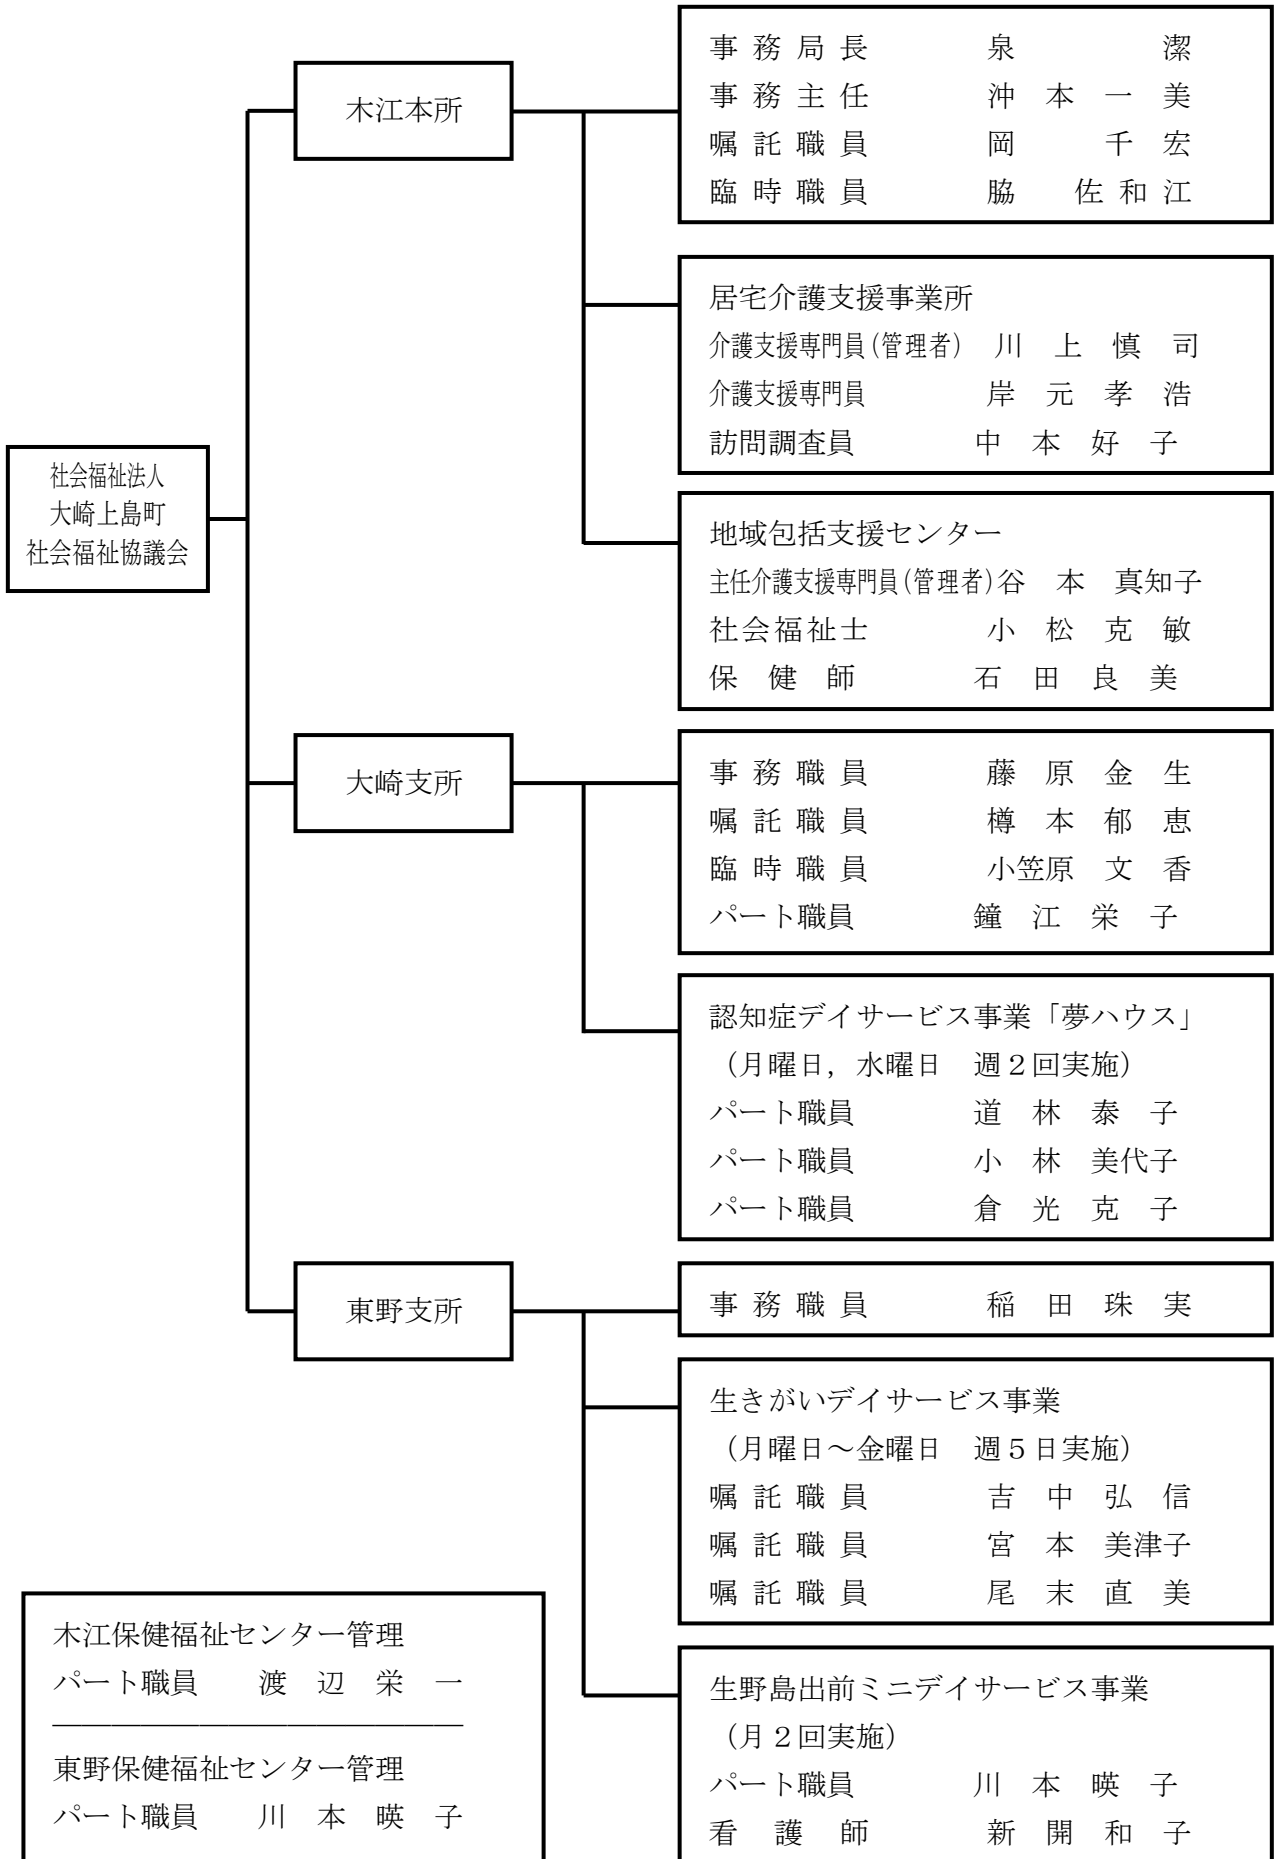 社会福祉法人
大崎上島町
社会福祉協議会
木江本所
事務局長 泉 潔
事務主任 沖本一美
嘱託職員 岡 千宏
臨時職員 脇 佐和江
居宅介護支援事業所
介護支援専門員(管理者) 川上慎司
介護支援専門員 岸元孝浩
訪問調査員 中本好子
地域包括支援センター
主任介護支援専門員(管理者) 谷本 真知子
社会福祉士 小松克敏
保健師 石田良美
大崎支所
事務職員 藤原金生
嘱託職員 樽本郁恵
臨時職員 小笠原文香
パート職員 鐘江栄子
認知症デイサービス事業「夢ハウス」
（月曜日，水曜日 週２回実施）
パート職員 道林泰子
パート職員 小林 美代子
パート職員 倉光克子
東野支所
事務職員 稲田珠実
生きがいデイサービス事業
（月曜日～金曜日 週５日実施）
嘱託職員 吉中弘信
嘱託職員 宮本 美津子
嘱託職員 尾末直美
生野島出前ミニデイサービス事業
（月２回実施）
パート職員 川本暎子
看護師 新開和子
木江保健福祉センター管理
パート職員 渡辺栄一
東野保健福祉センター管理
パート職員 川本暎子